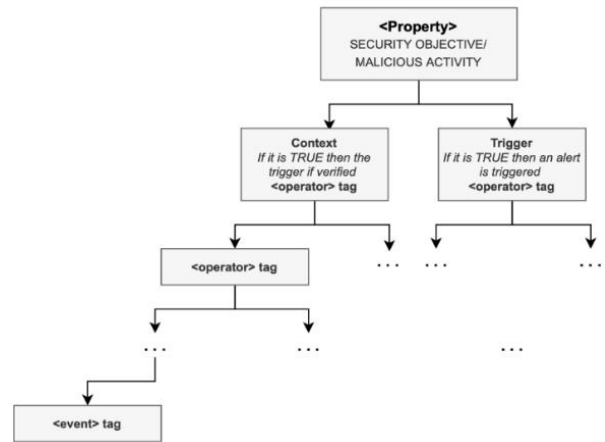 <Property>
SECURITY OBJECTIVE/
MALICIOUS ACTIVITY
Context
If it is TRUE then the
trigger if verified
<operator> tag
Trigger
If it is TRUE then an alert
is triggered
<operator> tag
<operator> tag
...
...
...
...
...
...
<event> tag